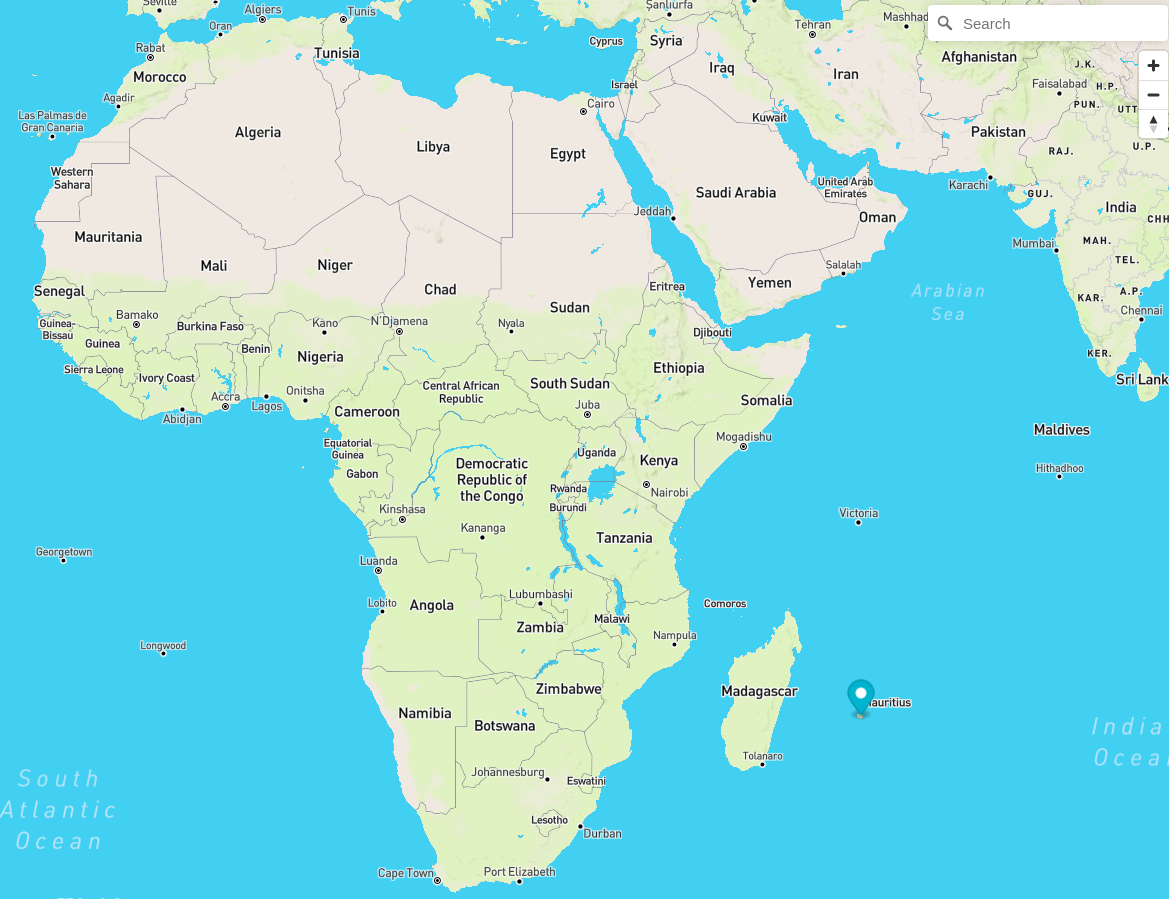 Seville
Algiers
Tunis
Şanlıurfa
Tehran
Mashhad
Search
Oran
Rabat
Tunisia
Cyprus
Syria
Afghanistan
Morocco
Iraq
Iran
J.K.
Israel
Faisalabad
H.P.
Agadir
Cairo
PUN.
UTT
Las Palmas de
Gran Canaria
Kuwait
Algeria
Pakistan
Libya
Egypt
RAJ.
U.P.
Western
Sahara
United Arab
Emirates
Karachi
Saudi Arabia
GUJ.
India
Jeddah
Oman
CHH
Mauritania
Mumbai
MAH.
Mali
Niger
Salalah
TEL.
Chad
Yemen
Eritrea
Arabian
Sea
Senegal
KAR.
A.P.
Sudan
Chennai
Bamako
Guinea-
Bissau
Burkina Faso
Kano
N'Djamena
Nyala
Djibouti
Guinea
Benin
Nigeria
KER.
Sierra Leone
Ivory Coast
Ethiopia
Sri Lank
Central African
Republic
South Sudan
Accra
Onitsha
Lagos
Cameroon
Juba
Somalia
Abidjan
Maldives
Mogadishu
Equatorial
Guinea
Uganda
Kenya
Gabon
Democratic
Republic of
the Congo
Hithadhoo
Rwanda
Nairobi
Kinshasa
Burundi
Victoria
Kananga
Tanzania
Georgetown
Luanda
Lubumbashi
Lobito
Angola
Comoros
Malawi
Zambia
Nampula
Longwood
Zimbabwe
Madagascar
auritius
Namibia
Botswana
India
Ocea
Tolanaro
Johannesburg
Eswatini
South
Atlantic
Ocean
Lesotho
Durban
Cape Town
Port Elizabeth